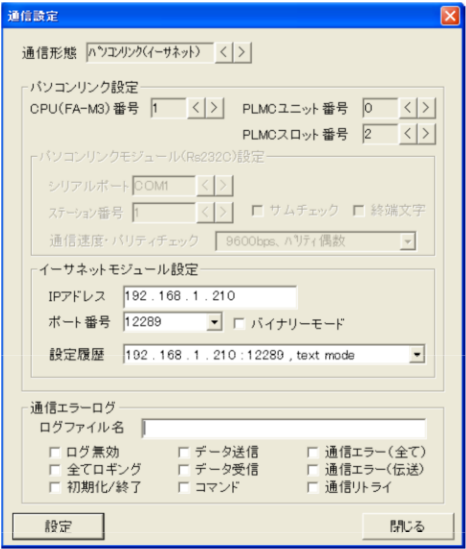 通信設定
通信形態 パソコンリンク(イーサネット) < >
パソコンリンク設定
CPU(FA-M3)番号 1 < > PLMCユニット番号 0 < >
PLMCスロット番号 2 < >
パソコンリンクモジュール(Rs232C)設定
シリアルポート COM1 < >
ステーション番号 1 < > サムチェック 終端文字
通信速度・パリティチェック 9600bps、パリティ偶数
イーサネットモジュール設定
IPアドレス 192 . 168 . 1 . 210
ポート番号 12289 バイナリーモード
設定履歴 192 . 168 . 1 . 210 : 12289 , text mode
通信エラーログ
ログファイル名
ログ無効 データ送信 通信エラー(全て)
全てロギング データ受信 通信エラー(伝送)
初期化/終了 コマンド 通信リトライ
設定 閉じる